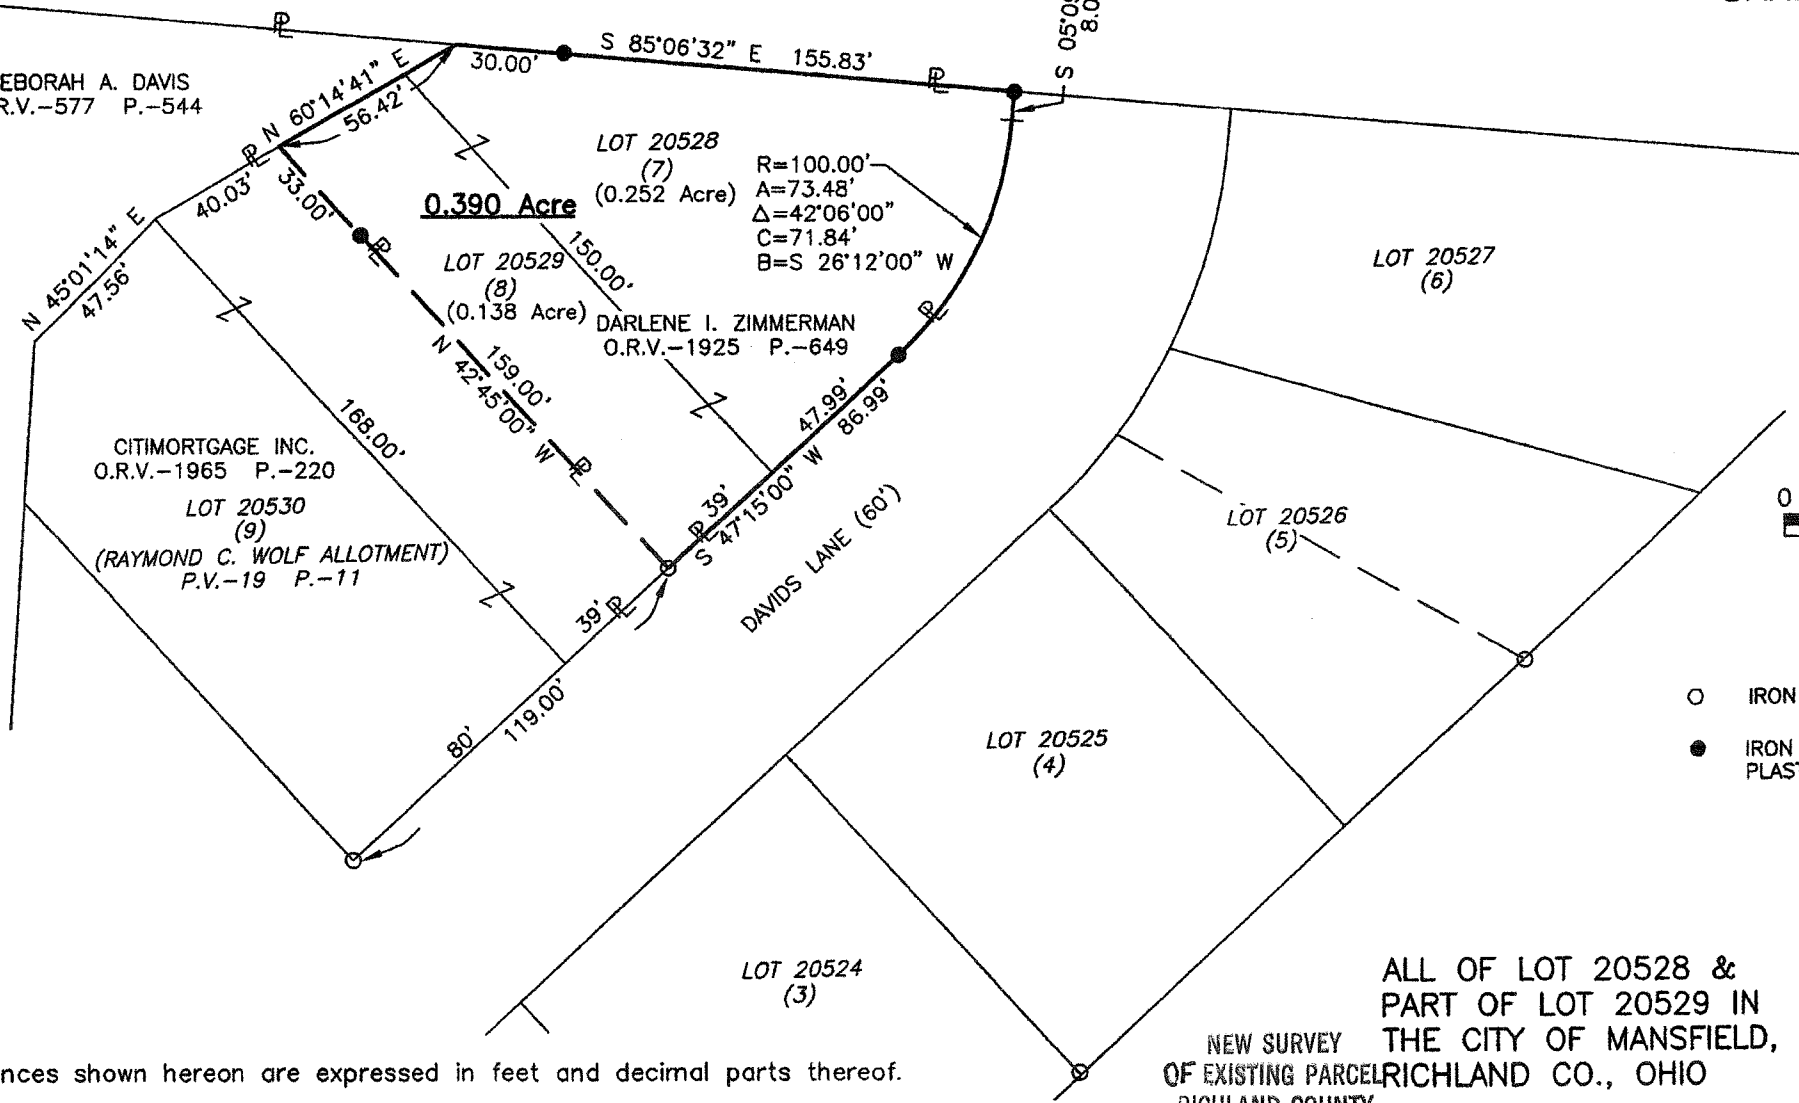 S 85°06'32" E 155.83'
30.00'
S 05°09
8.0
EBORAH A. DAVIS
R.V.-577 P.-544
N 60°14'41" E
56.42'
40.03'
33.00'
N 45°01'14" E
47.56'
LOT 20528
(7)
(0.252 Acre)
0.390 Acre
R=100.00'
A=73.48'
Δ=42°06'00"
C=71.84'
B=S 26°12'00" W
150.00'
LOT 20529
(8)
(0.138 Acre)
DARLENE I. ZIMMERMAN
O.R.V.-1925 P.-649
159.00'
N 42°45'00" W
168.00'
47.99'
86.99'
39'
S 47°15'00" W
DAVIDS LANE (60')
CITIMORTGAGE INC.
O.R.V.-1965 P.-220
LOT 20530
(9)
(RAYMOND C. WOLF ALLOTMENT)
P.V.-19 P.-11
39'
80'
119.00'
LOT 20527
(6)
LOT 20526
(5)
0
LOT 20525
(4)
LOT 20524
(3)
IRON
IRON
PLAST
ALL OF LOT 20528 &
PART OF LOT 20529 IN
THE CITY OF MANSFIELD,
RICHLAND CO., OHIO
NEW SURVEY
OF EXISTING PARCEL
RICHLAND COUNTY
nces shown hereon are expressed in feet and decimal parts thereof.